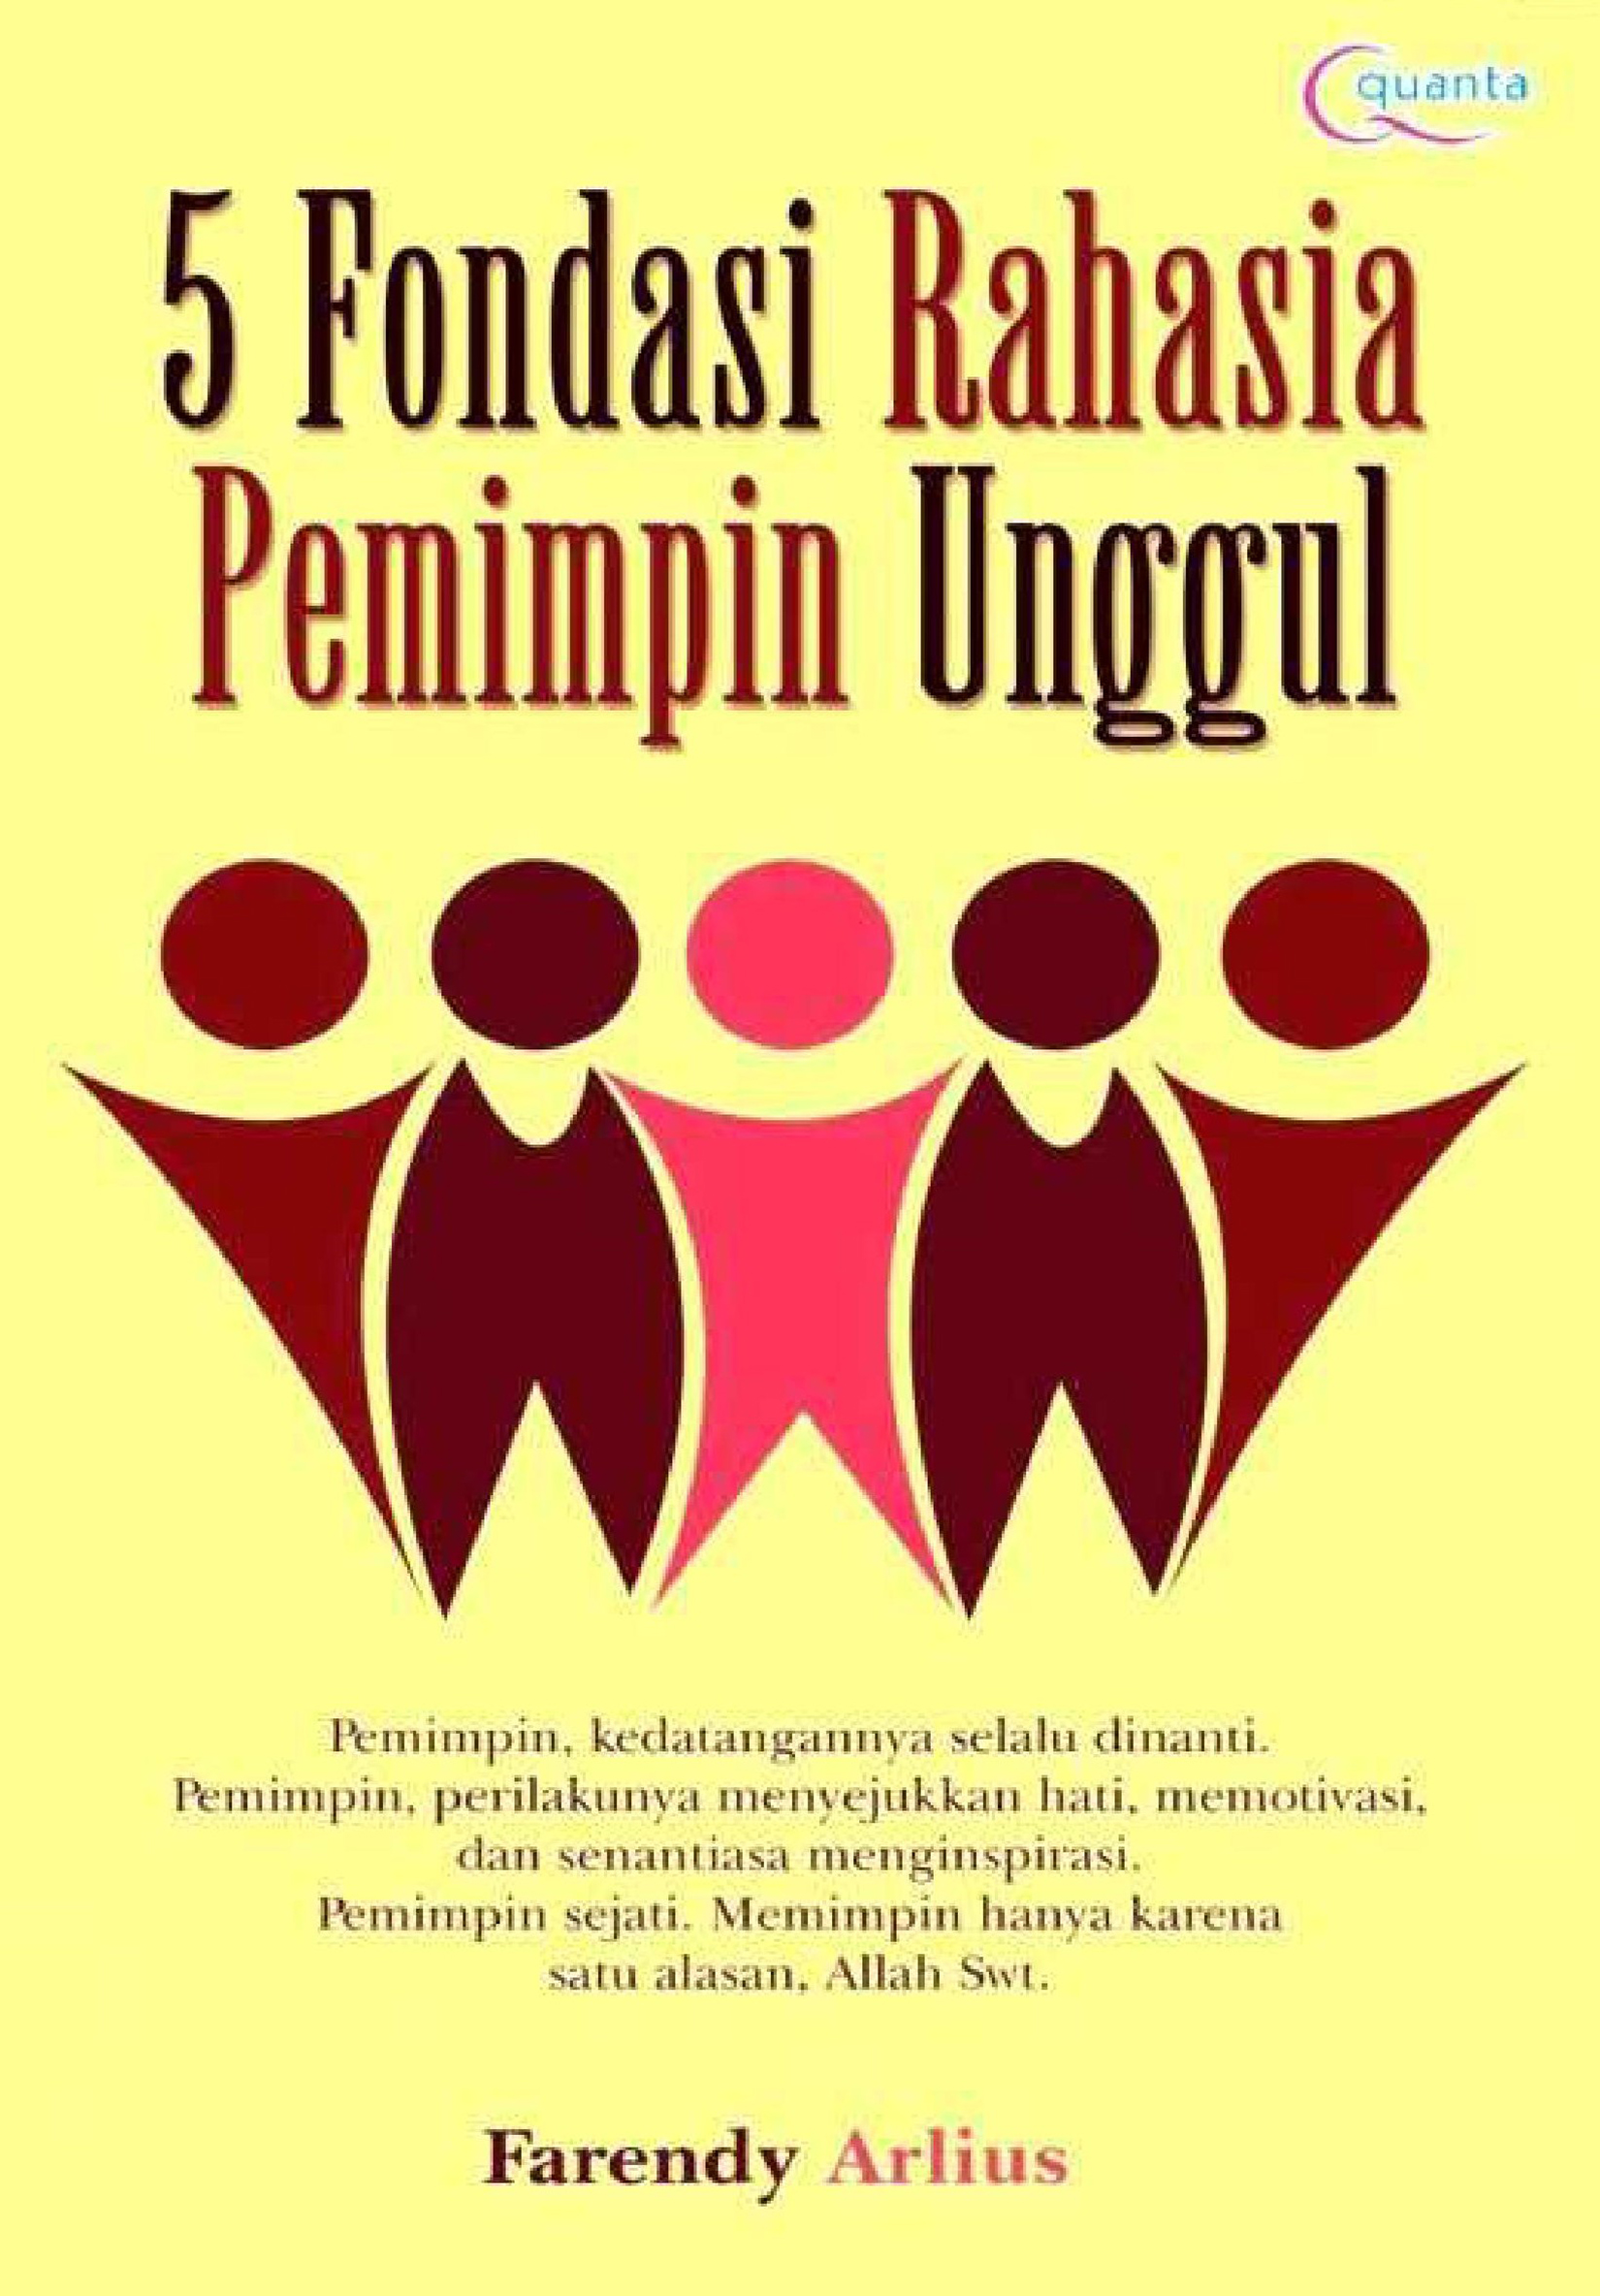 quanta
5 Fondasi Rahasia
Pemimpin Unggul
Pemimpin, kedatangannya selalu dinanti.
Pemimpin, perilakunya menyejukkan hati, memotivasi,
dan senantiasa menginspirasi.
Pemimpin sejati. Memimpin hanya karena
satu alasan, Allah Swt.
Farendy Arlius